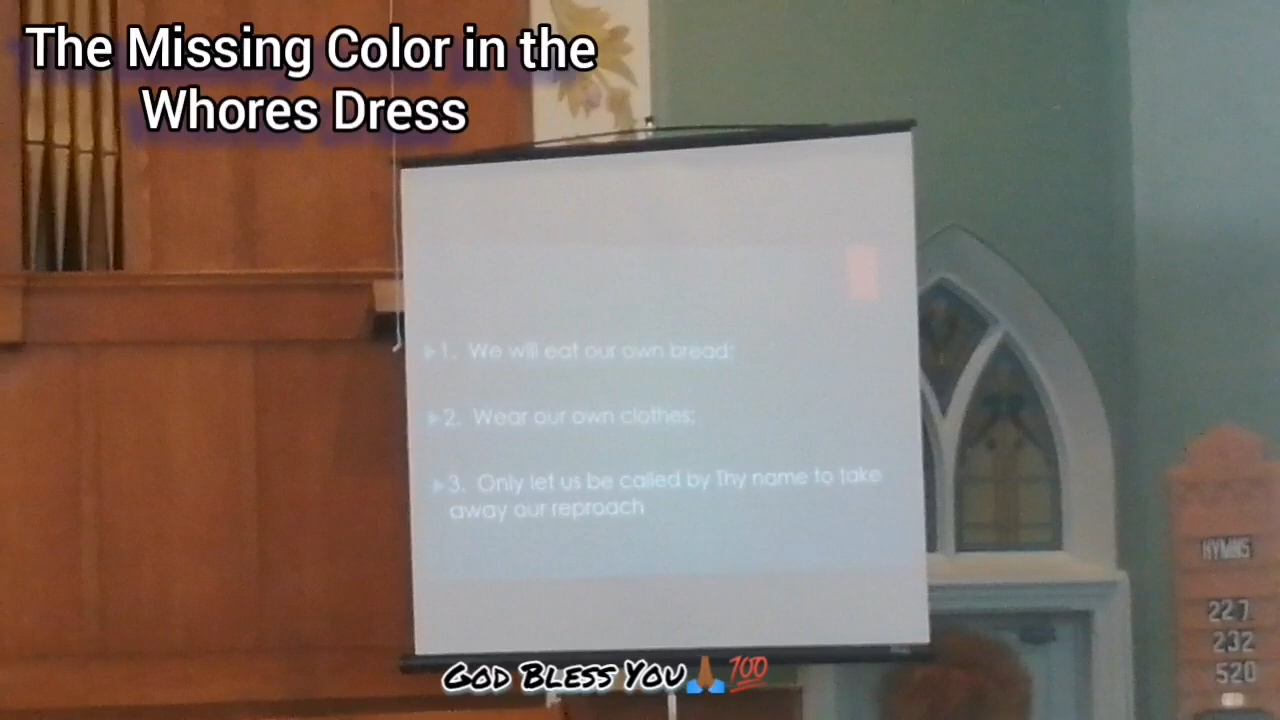 The Missing Color in the
Whores Dress
1. We will eat our own bread;
2. Wear our own clothes;
3. Only let us be called by Thy name to take
away our reproach
HYMNS
227
232
520
God Bless You🙏🏾💯